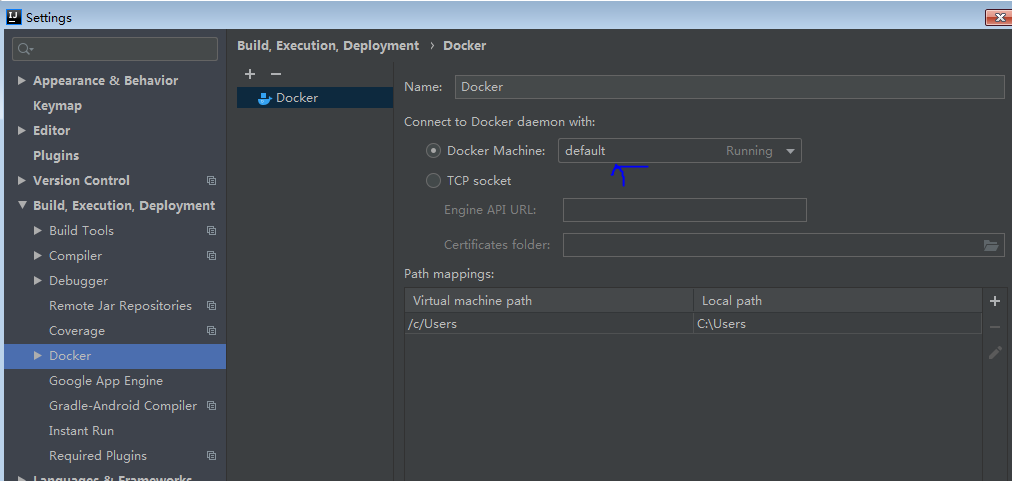 Settings
Build, Execution, Deployment › Docker
Appearance & Behavior
Keymap
Editor
Plugins
Version Control
Build, Execution, Deployment
Build Tools
Compiler
Debugger
Remote Jar Repositories
Coverage
Docker
Google App Engine
Gradle-Android Compiler
Instant Run
Required Plugins
Languages & Frameworks
Docker
Name: Docker
Connect to Docker daemon with:
Docker Machine: default Running
TCP socket
Engine API URL:
Certificates folder:
Path mappings:
Virtual machine path Local path
/c/Users C:\Users